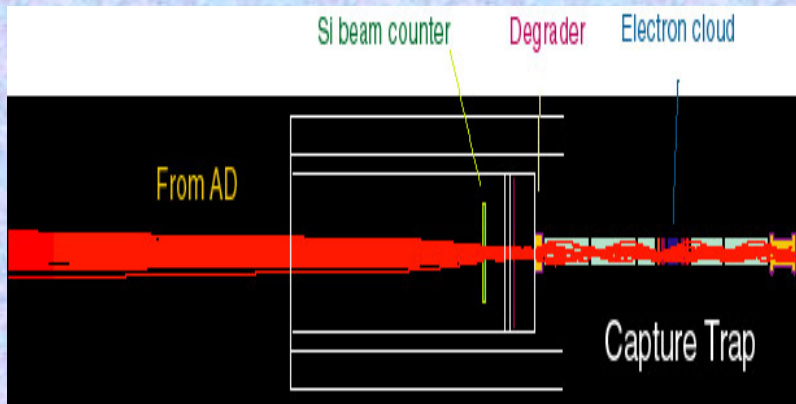 Si beam counter
Degrader
Electron cloud
From AD
Capture Trap